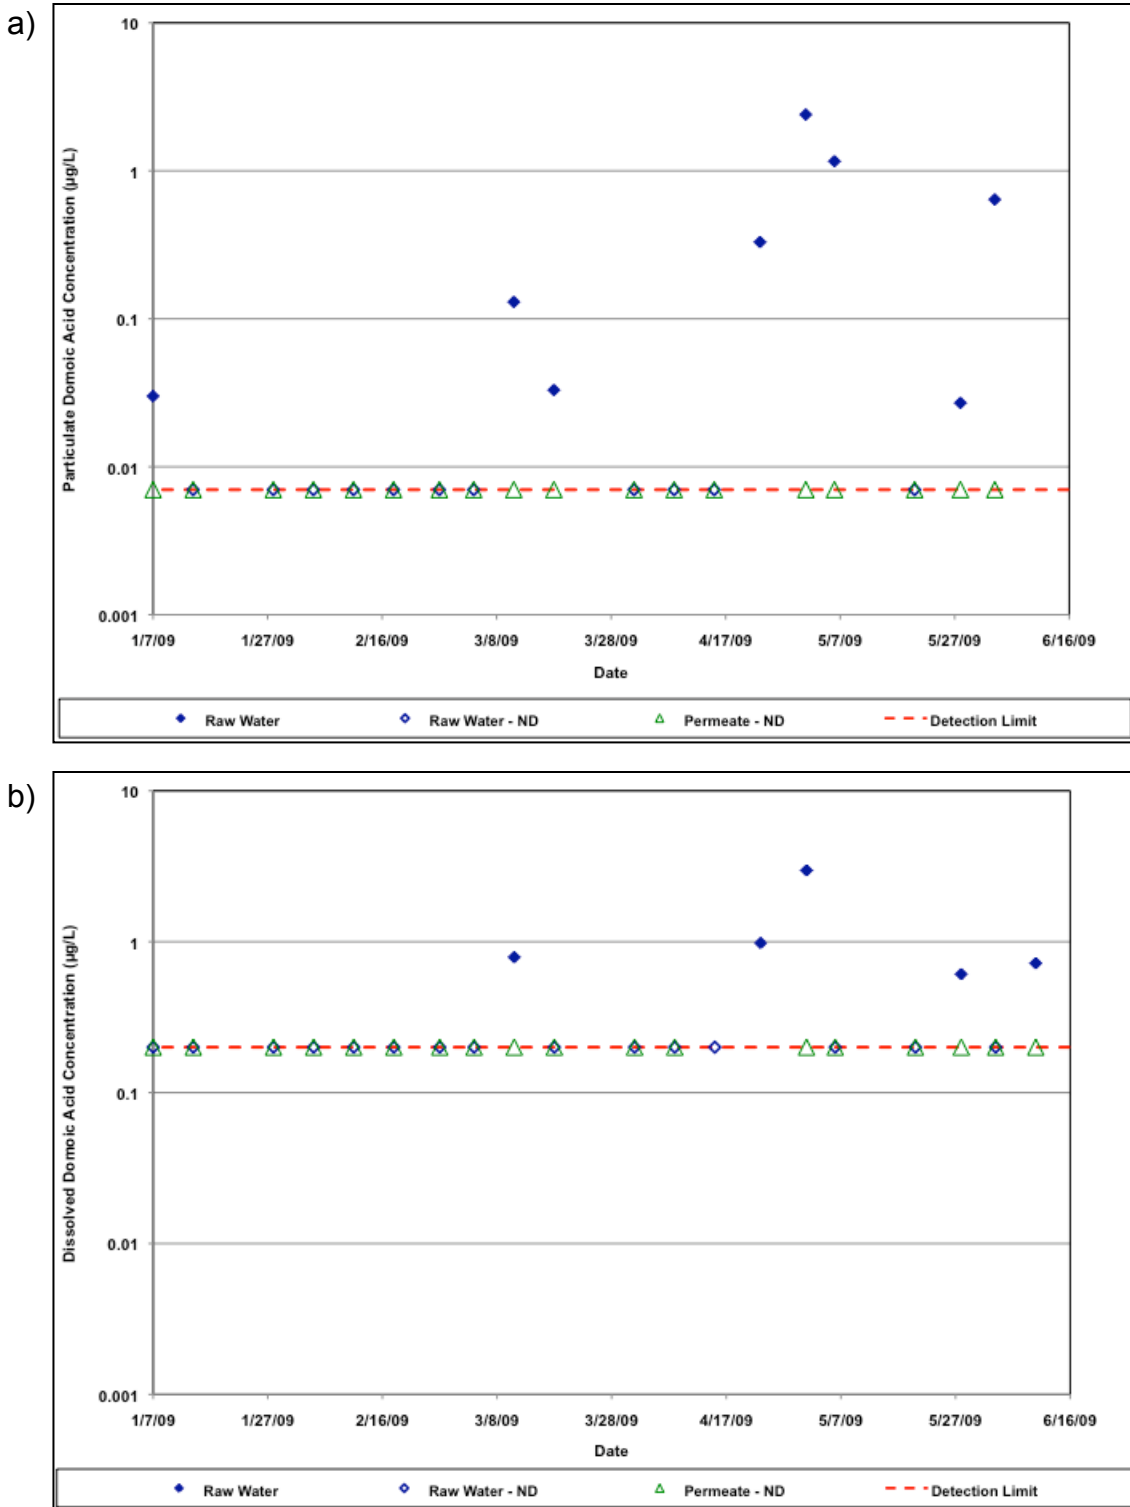 a)
10
1
0.1
0.01
0.001
Particulate Domoic Acid Concentration (µg/L)
1/7/09 1/27/09 2/16/09 3/8/09 3/28/09 4/17/09 5/7/09 5/27/09 6/16/09
Date
Raw Water Raw Water - ND Permeate - ND Detection Limit
b)
10
1
0.1
0.01
0.001
Dissolved Domoic Acid Concentration (µg/L)
1/7/09 1/27/09 2/16/09 3/8/09 3/28/09 4/17/09 5/7/09 5/27/09 6/16/09
Date
Raw Water Raw Water - ND Permeate - ND Detection Limit